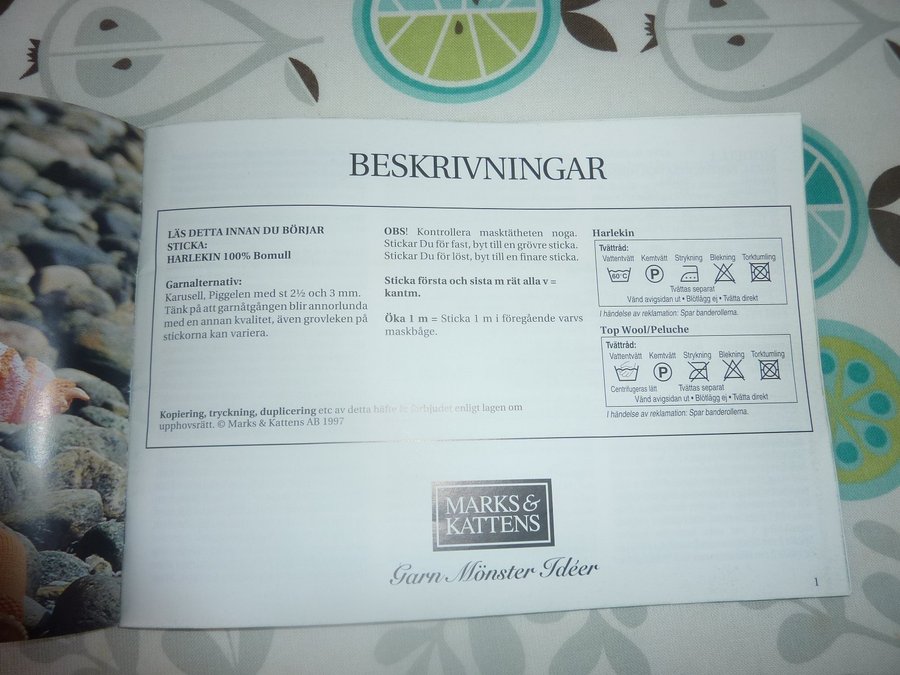 BESKRIVNINGAR
LÄS DETTA INNAN DU BÖRJAR
STICKA:
HARLEKIN 100% Bomull
Garnalternativ:
Karusell, Piggelen med st 2½ och 3 mm.
Tänk på att garnåtgången blir annorlunda
med en annan kvalitet, även grovleken på
stickorna kan variera.
OBS! Kontrollera masktätheten noga.
Stickar Du för fast, byt till en grövre sticka.
Stickar Du för löst, byt till en finare sticka.
Sticka första och sista m rät alla v =
kantm.
Öka 1 m = Sticka 1 m i föregående varvs
maskbåge.
Kopiering, tryckning, duplicering etc av detta häfte är förbjudet enligt lagen om
upphovsrätt. © Marks & Kattens AB 1997
Harlekin
Tvättråd:
Vattentvätt Kemtvätt Strykning Blekning Torktumling
60°C P
Tvättas separat
Vänd avigsidan ut • Blötlägg ej • Tvätta direkt
I händelse av reklamation: Spar banderollerna.
Top Wool/Peluche
Tvättråd:
Vattentvätt Kemtvätt Strykning Blekning Torktumling
P
Centrifugeras lätt Tvättas separat
Vänd avigsidan ut • Blötlägg ej • Tvätta direkt
I händelse av reklamation: Spar banderollerna.
MARKS &
KATTENS
Garn Mönster Idéer
1